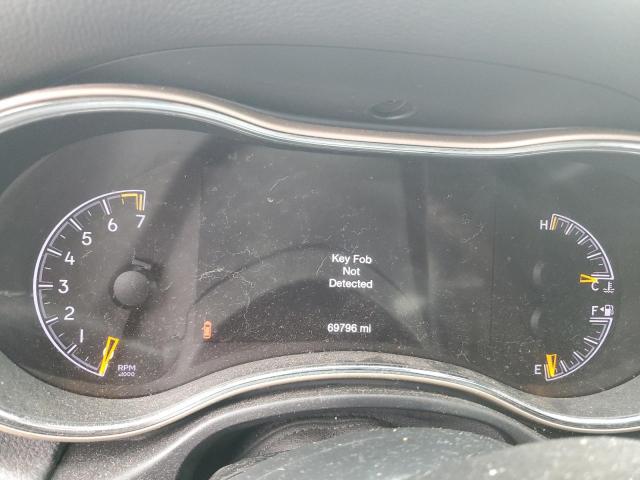 7
6
5
4
3
2
1
RPM
x1000
Key Fob
Not
Detected
69796 mi
H
C
F
E